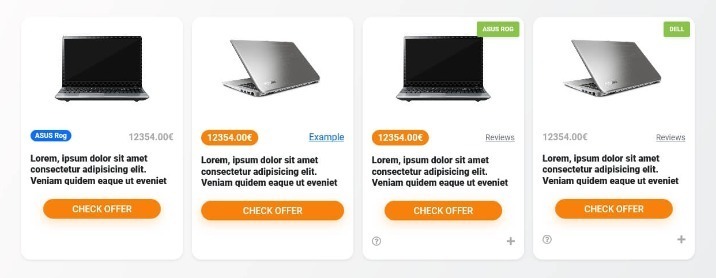 ASUS Rog 12354.00€
Lorem, ipsum dolor sit amet
consectetur adipisicing elit.
Veniam quidem eaque ut eveniet
CHECK OFFER
12354.00€ Example
Lorem, ipsum dolor sit amet
consectetur adipisicing elit.
Veniam quidem eaque ut eveniet
CHECK OFFER
ASUS ROG
12354.00€ Reviews
Lorem, ipsum dolor sit amet
consectetur adipisicing elit.
Veniam quidem eaque ut eveniet
CHECK OFFER
? +
DELL
12354.00€ Reviews
Lorem, ipsum dolor sit amet
consectetur adipisicing elit.
Veniam quidem eaque ut eveniet
CHECK OFFER
? +